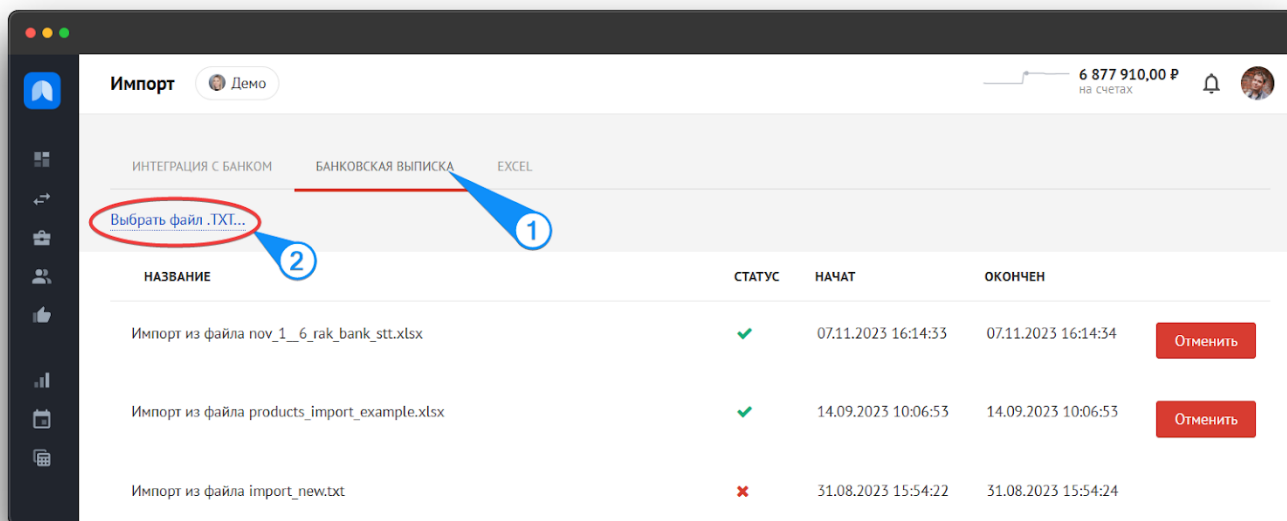 Импорт Демо 6 877 910,00 ₽
на счетах
ИНТЕГРАЦИЯ С БАНКОМ БАНКОВСКАЯ ВЫПИСКА EXCEL
1
Выбрать файл .TXT...
2
НАЗВАНИЕ СТАТУС НАЧАТ ОКОНЧЕН
Импорт из файла nov_1__6_rak_bank_stt.xlsx 07.11.2023 16:14:33 07.11.2023 16:14:34 Отменить
Импорт из файла products_import_example.xlsx 14.09.2023 10:06:53 14.09.2023 10:06:53 Отменить
Импорт из файла import_new.txt 31.08.2023 15:54:22 31.08.2023 15:54:24